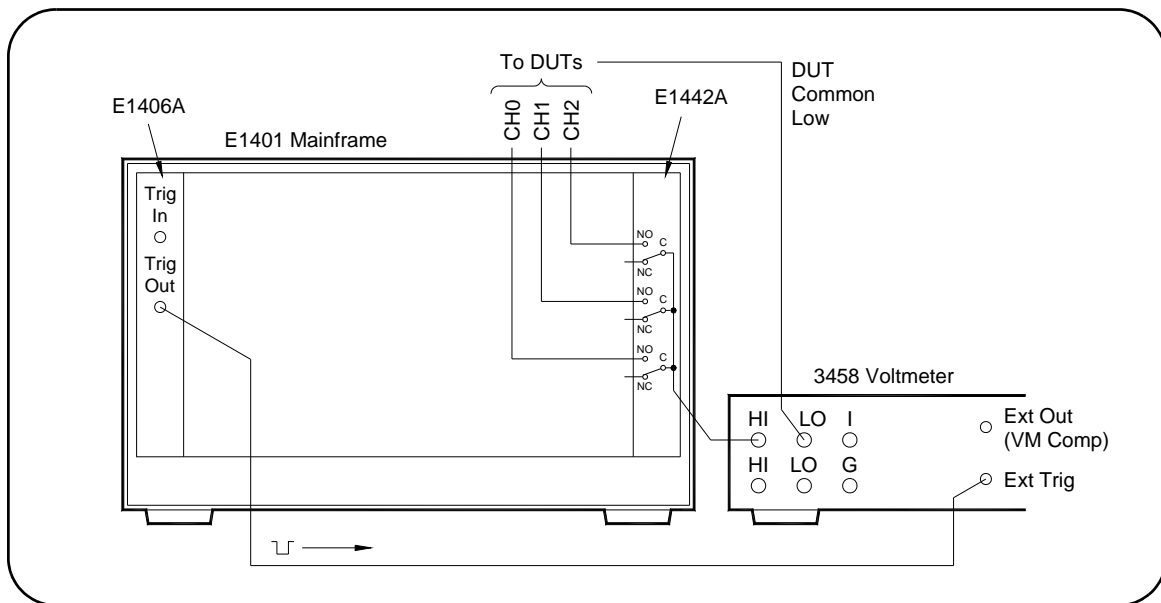 To DUTs
DUT
Common
Low
E1406A
E1442A
CH0
CH1
CH2
E1401 Mainframe
Trig
In
Trig
Out
NO
C
NC
NO
C
NC
NO
C
NC
3458 Voltmeter
HI LO I
HI LO G
Ext Out
(VM Comp)
Ext Trig